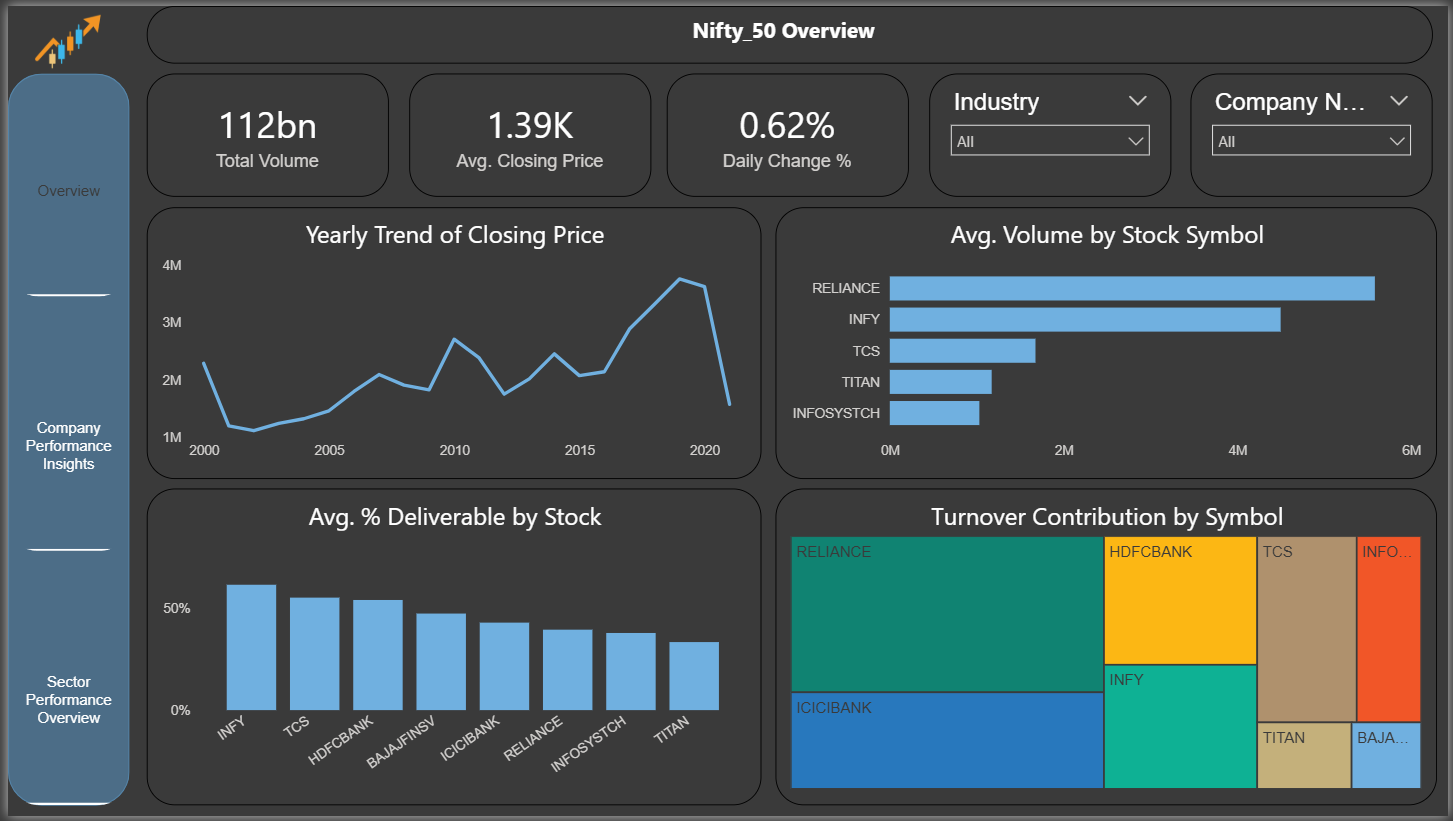 Nifty_50 Overview
Overview
Company
Performance
Insights
Sector
Performance
Overview
112bn
Total Volume
1.39K
Avg. Closing Price
0.62%
Daily Change %
Industry
All
Company N...
All
Yearly Trend of Closing Price
4M
3M
2M
1M
2000 2005 2010 2015 2020
Avg. Volume by Stock Symbol
RELIANCE
INFY
TCS
TITAN
INFOSYSTCH
0M 2M 4M 6M
Avg. % Deliverable by Stock
50%
0%
INFY TCS HDFCBANK BAJAJFINSV ICICIBANK RELIANCE INFOSYSTCH TITAN
Turnover Contribution by Symbol
RELIANCE
ICICIBANK
HDFCBANK
INFY
TCS
INFO...
TITAN
BAJA...